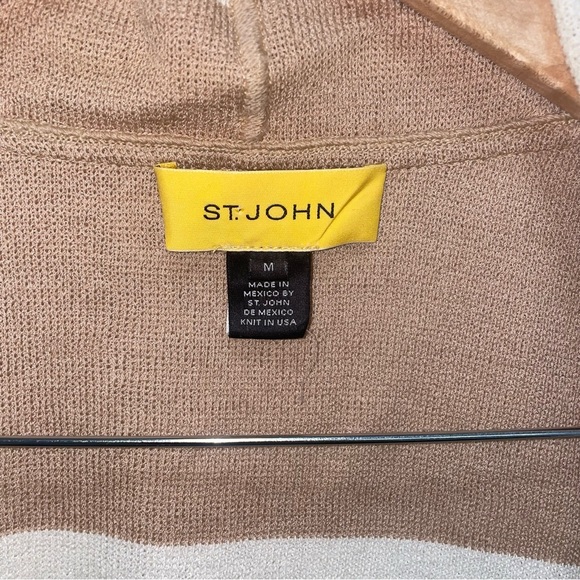 ST. JOHN
M
MADE IN
MEXICO BY
ST. JOHN
DE MEXICO
KNIT IN USA